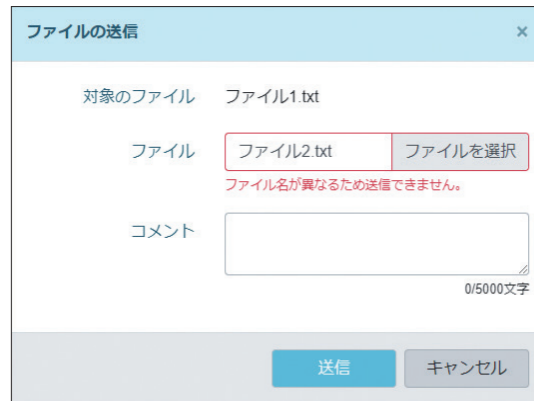 ファイルの送信 ×
対象のファイル ファイル1.txt
ファイル ファイル2.txt ファイルを選択
ファイル名が異なるため送信できません。
コメント
0/5000文字
送信 キャンセル